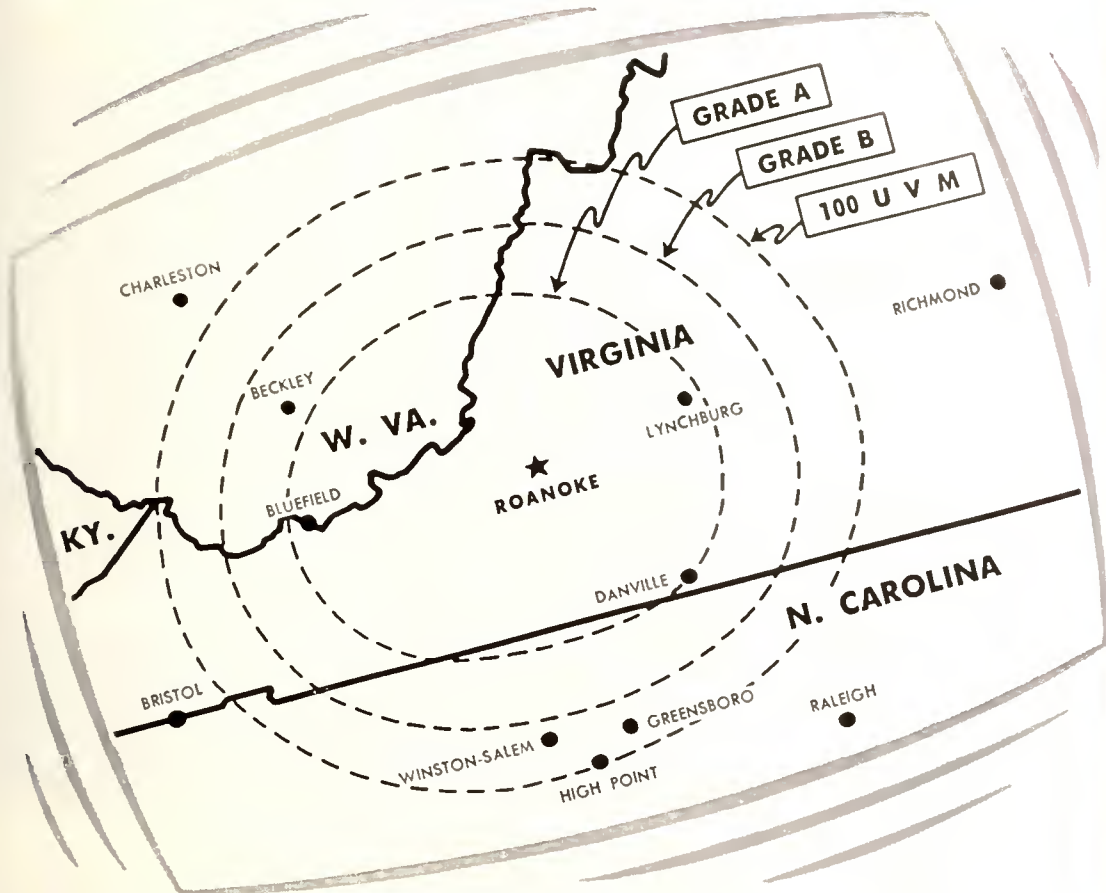 GRADE A
GRADE B
100 U V M
CHARLESTON
RICHMOND
VIRGINIA
BECKLEY
W. VA.
LYNCHBURG
ROANOKE
BLUEFIELD
KY.
DANVILLE
N. CAROLINA
BRISTOL
GREENSBORO
RALEIGH
WINSTON-SALEM
HIGH POINT